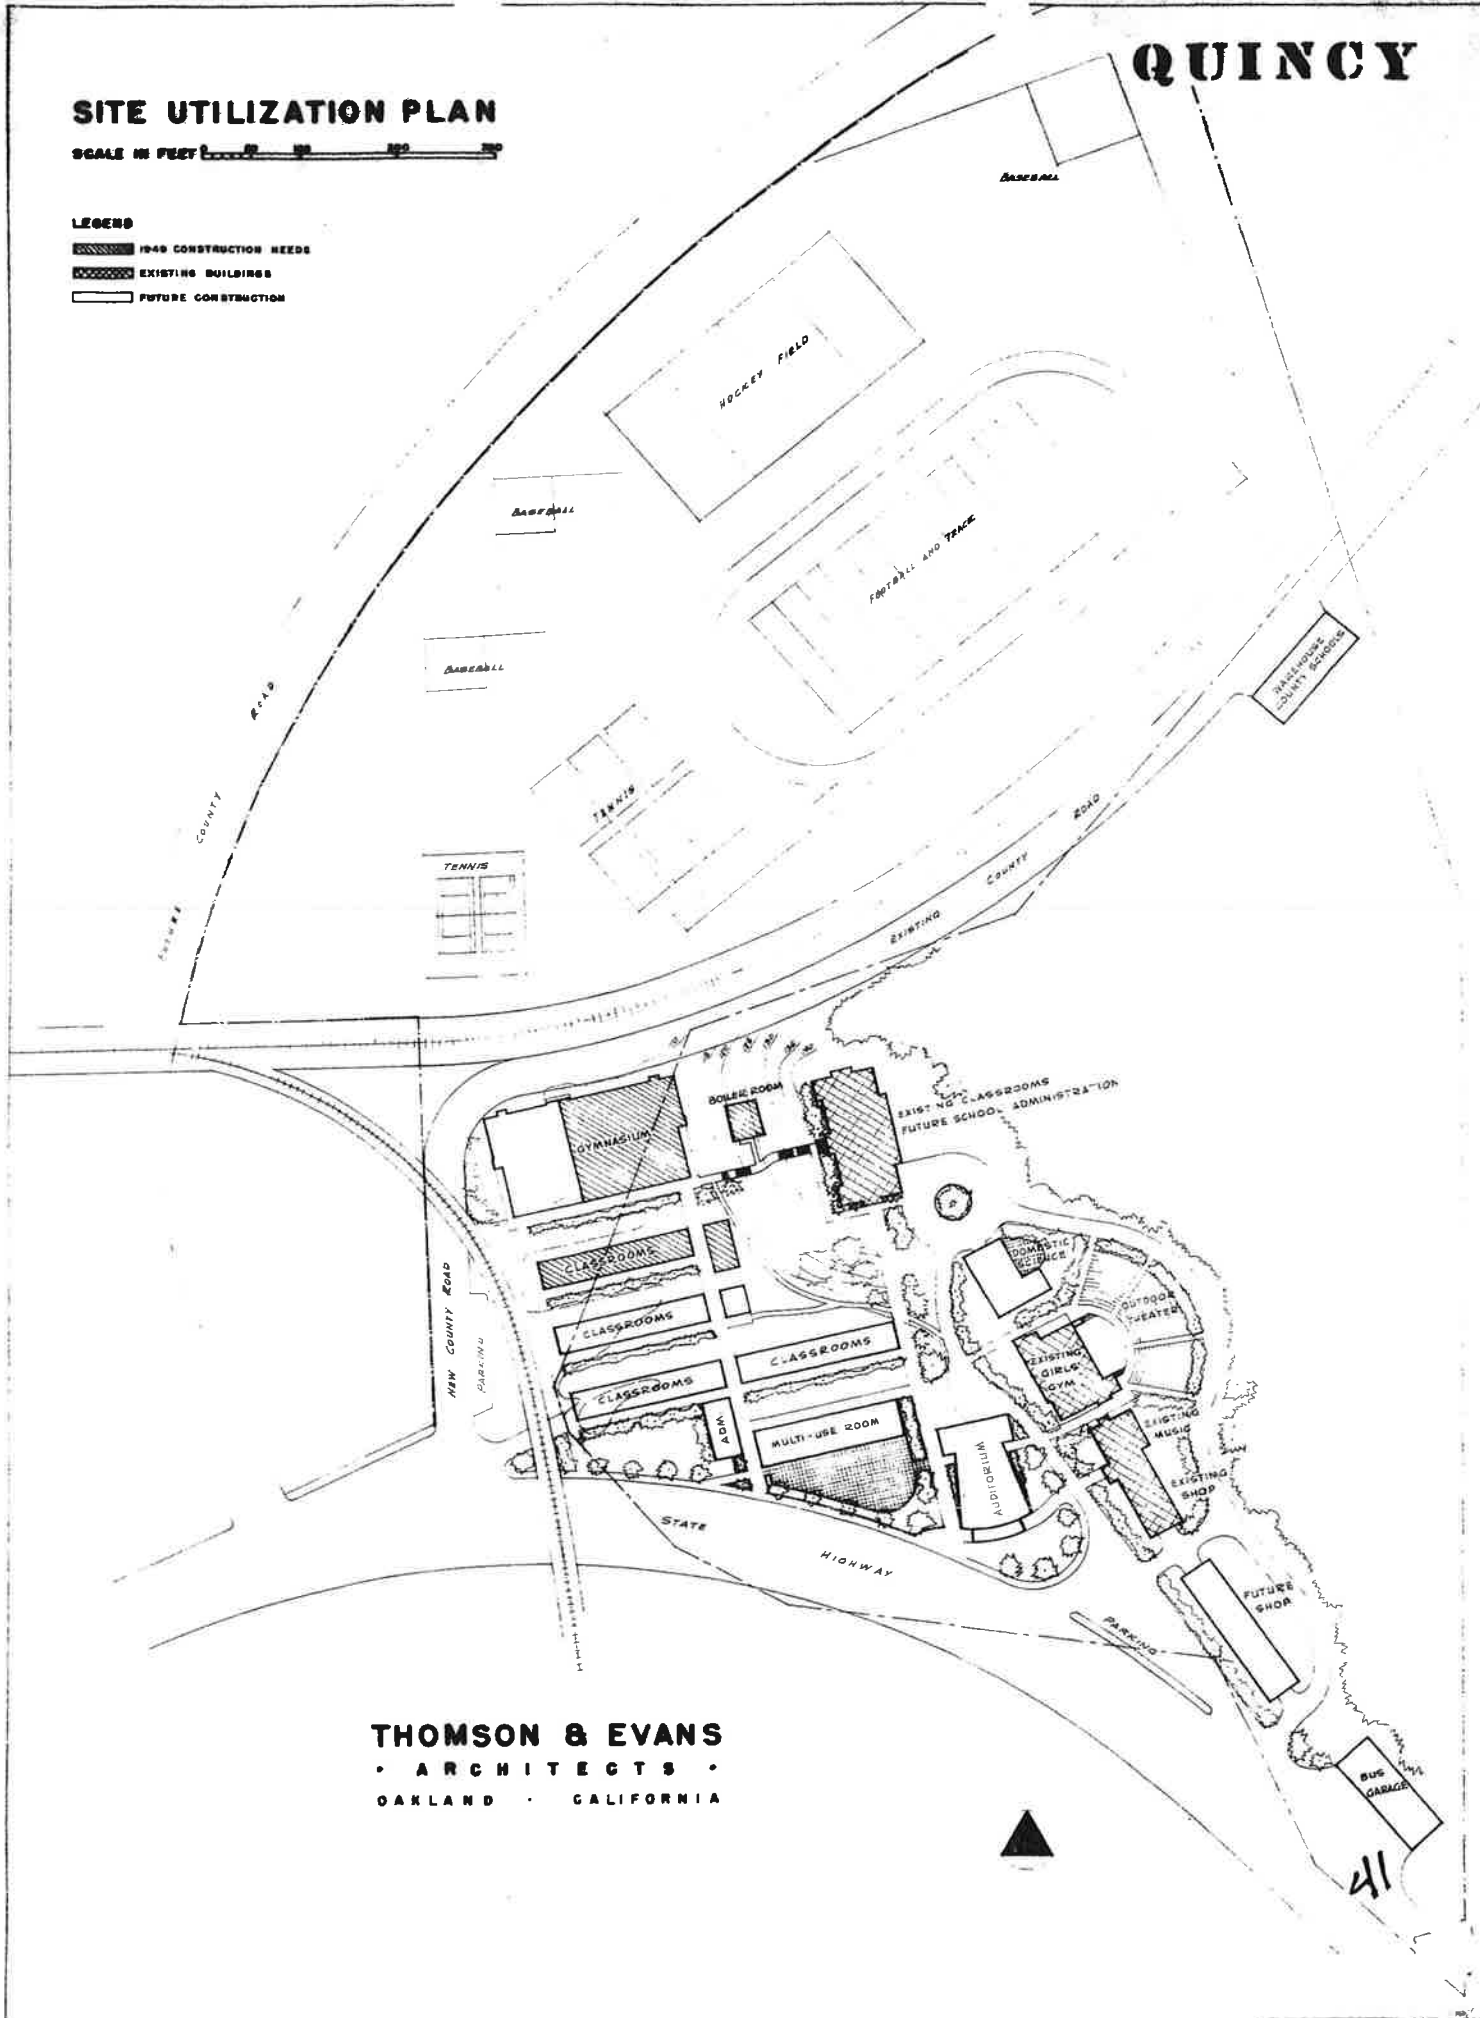 QUINCY
SITE UTILIZATION PLAN
SCALE IN FEET 0 50 100 200 300
LEGEND
1949 CONSTRUCTION NEEDS
EXISTING BUILDINGS
FUTURE CONSTRUCTION
BASEBALL
HOCKEY FIELD
BASEBALL
FOOTBALL AND TRACK
BASEBALL
WAREHOUSE
COUNTY SCHOOLS
TENNIS
TENNIS
FUTURE COUNTY ROAD
EXISTING COUNTY ROAD
BOILER ROOM
EXISTING CLASSROOMS
FUTURE SCHOOL ADMINISTRATION
GYMNASIUM
CLASSROOMS
DOMESTIC
SCIENCE
OUTDOOR
THEATER
NEW COUNTY ROAD
PARKING
CLASSROOMS
CLASSROOMS
EXISTING
GIRLS'
GYM
CLASSROOMS
ADM
MULTI-USE ROOM
AUDITORIUM
EXISTING
MUSIC
EXISTING
SHOP
STATE HIGHWAY
FUTURE
SHOP
PARKING
THOMSON & EVANS
· ARCHITECTS ·
OAKLAND · CALIFORNIA
BUS
GARAGE
41